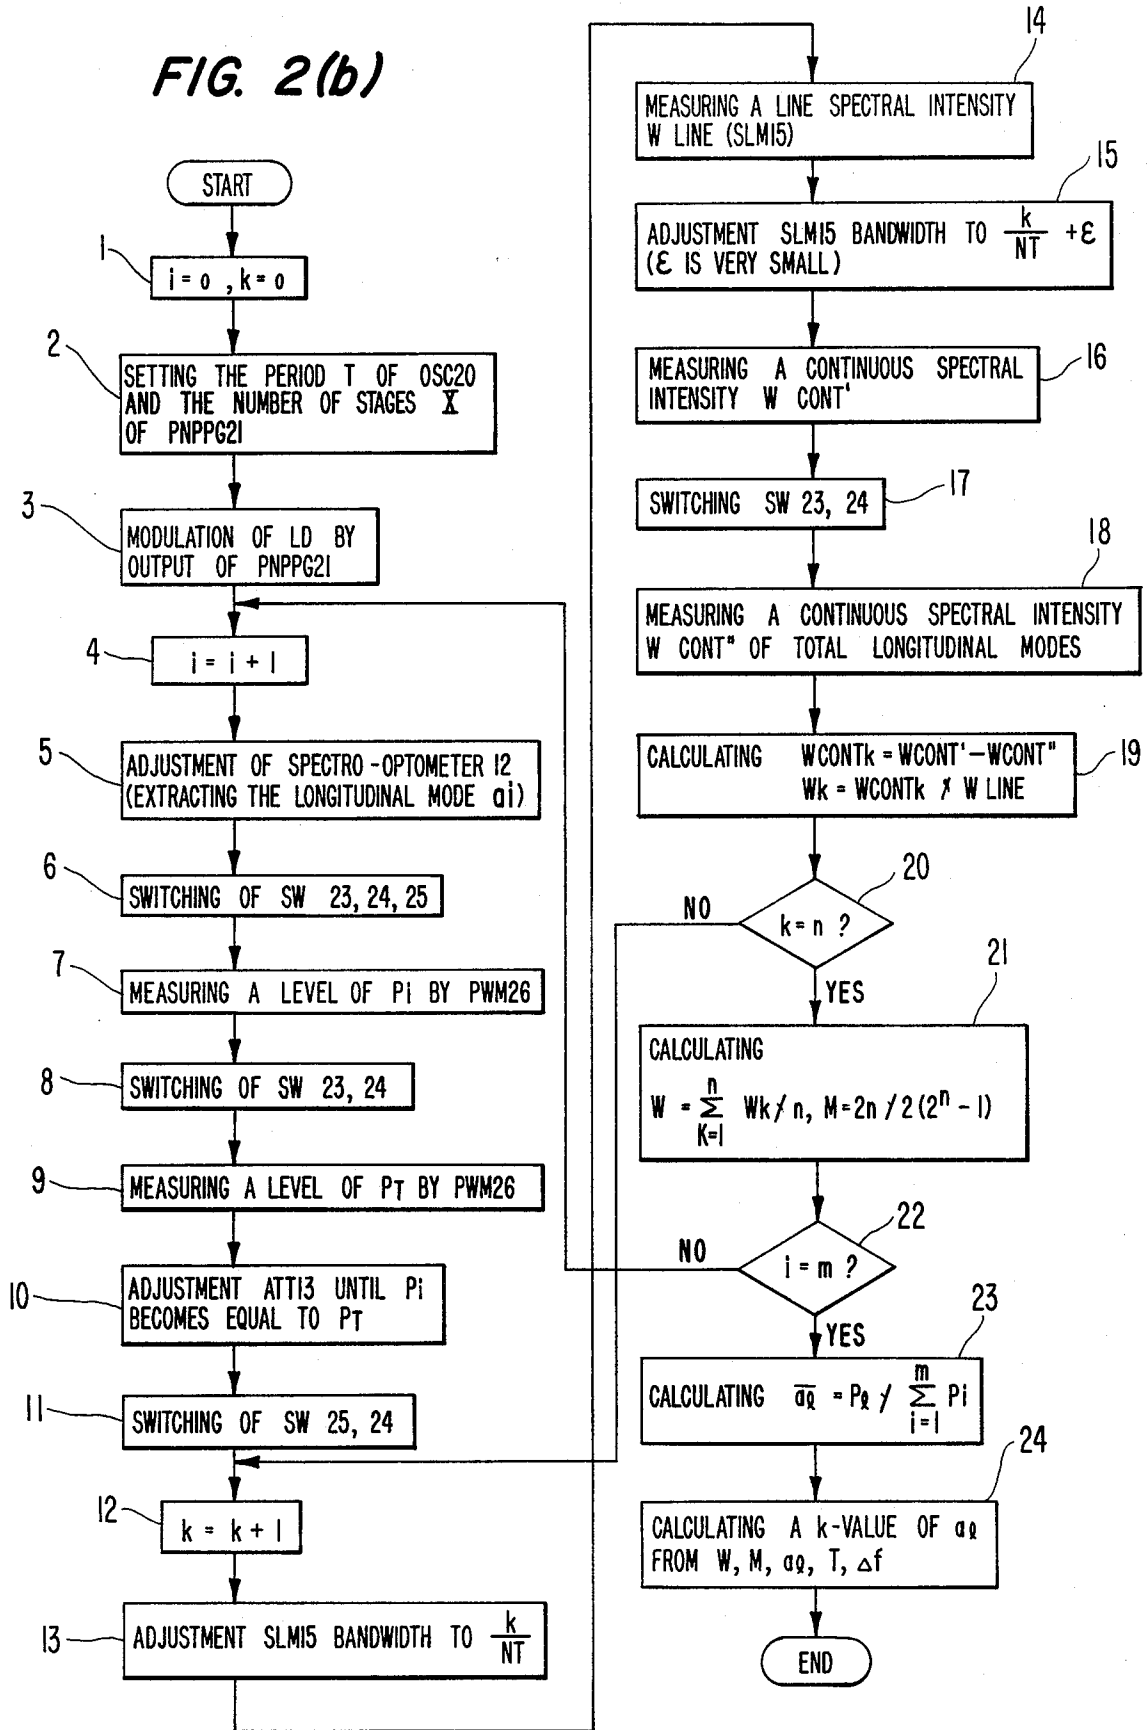 FIG. 2(b)
START
1
i = 0 , k = 0
2
SETTING THE PERIOD T OF OSC20
AND THE NUMBER OF STAGES X
OF PNPPG21
3
MODULATION OF LD BY
OUTPUT OF PNPPG21
4
i = i + 1
5
ADJUSTMENT OF SPECTRO-OPTOMETER 12
(EXTRACTING THE LONGITUDINAL MODE ai)
6
SWITCHING OF SW 23, 24, 25
7
MEASURING A LEVEL OF Pi BY PWM26
8
SWITCHING OF SW 23, 24
9
MEASURING A LEVEL OF PT BY PWM26
10
ADJUSTMENT ATT13 UNTIL Pi
BECOMES EQUAL TO PT
11
SWITCHING OF SW 25, 24
12
k = k + 1
13
ADJUSTMENT SLM15 BANDWIDTH TO k/NT
14
MEASURING A LINE SPECTRAL INTENSITY
W LINE (SLM15)
15
ADJUSTMENT SLM15 BANDWIDTH TO k/NT + ε
(ε IS VERY SMALL)
16
MEASURING A CONTINUOUS SPECTRAL
INTENSITY W CONT'
17
SWITCHING SW 23, 24
18
MEASURING A CONTINUOUS SPECTRAL INTENSITY
W CONT" OF TOTAL LONGITUDINAL MODES
19
CALCULATING WCONTk = WCONT' - WCONT"
Wk = WCONTk / W LINE
20
k = n ?
NO
YES
21
CALCULATING
W = Σ(K=1 to n) Wk / n, M = 2n / 2 (2^n - 1)
22
i = m ?
NO
YES
23
CALCULATING \overline{aℓ} = Pℓ / Σ(i=1 to m) Pi
24
CALCULATING A k-VALUE OF aℓ
FROM W, M, aℓ, T, Δf
END